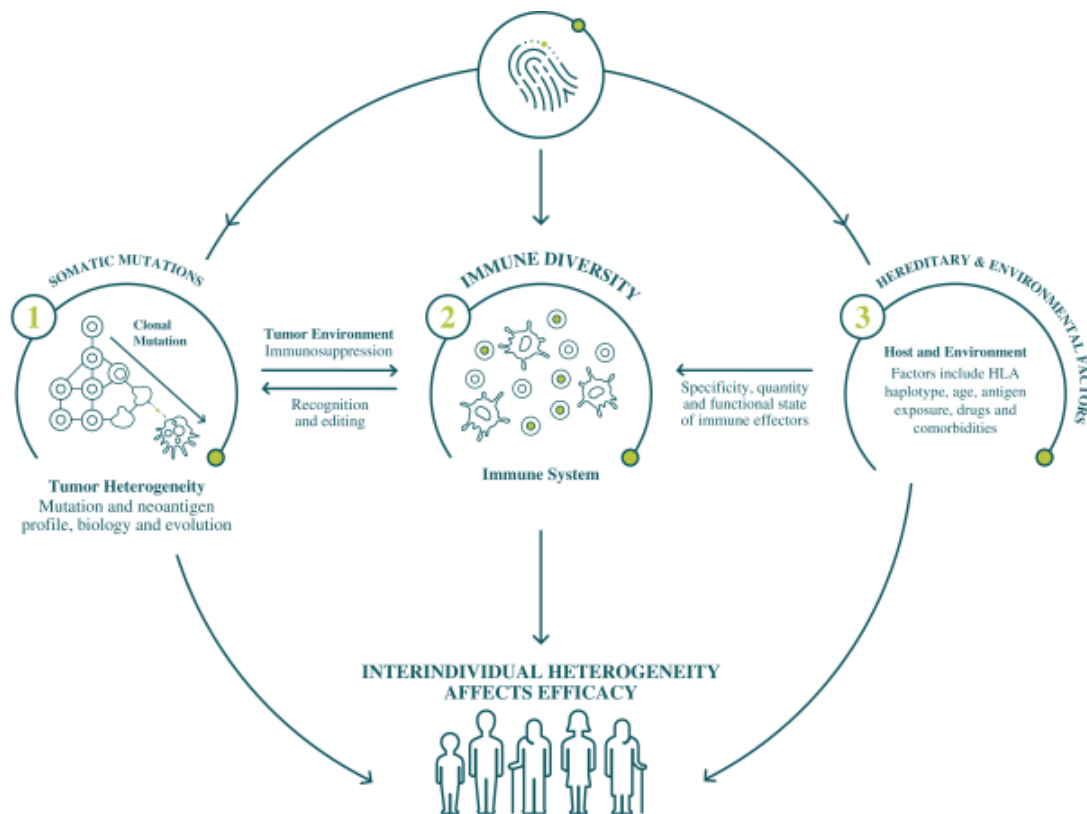 SOMATIC MUTATIONS
1
Clonal
Mutation
Tumor Heterogeneity
Mutation and neoantigen
profile, biology and evolution
Tumor Environment
Immunosuppression
Recognition
and editing
IMMUNE DIVERSITY
2
Immune System
Specificity, quantity
and functional state
of immune effectors
HEREDITARY & ENVIRONMENTAL FACTORS
3
Host and Environment
Factors include HLA
haplotype, age, antigen
exposure, drugs and
comorbidities
INTERINDIVIDUAL HETEROGENEITY
AFFECTS EFFICACY